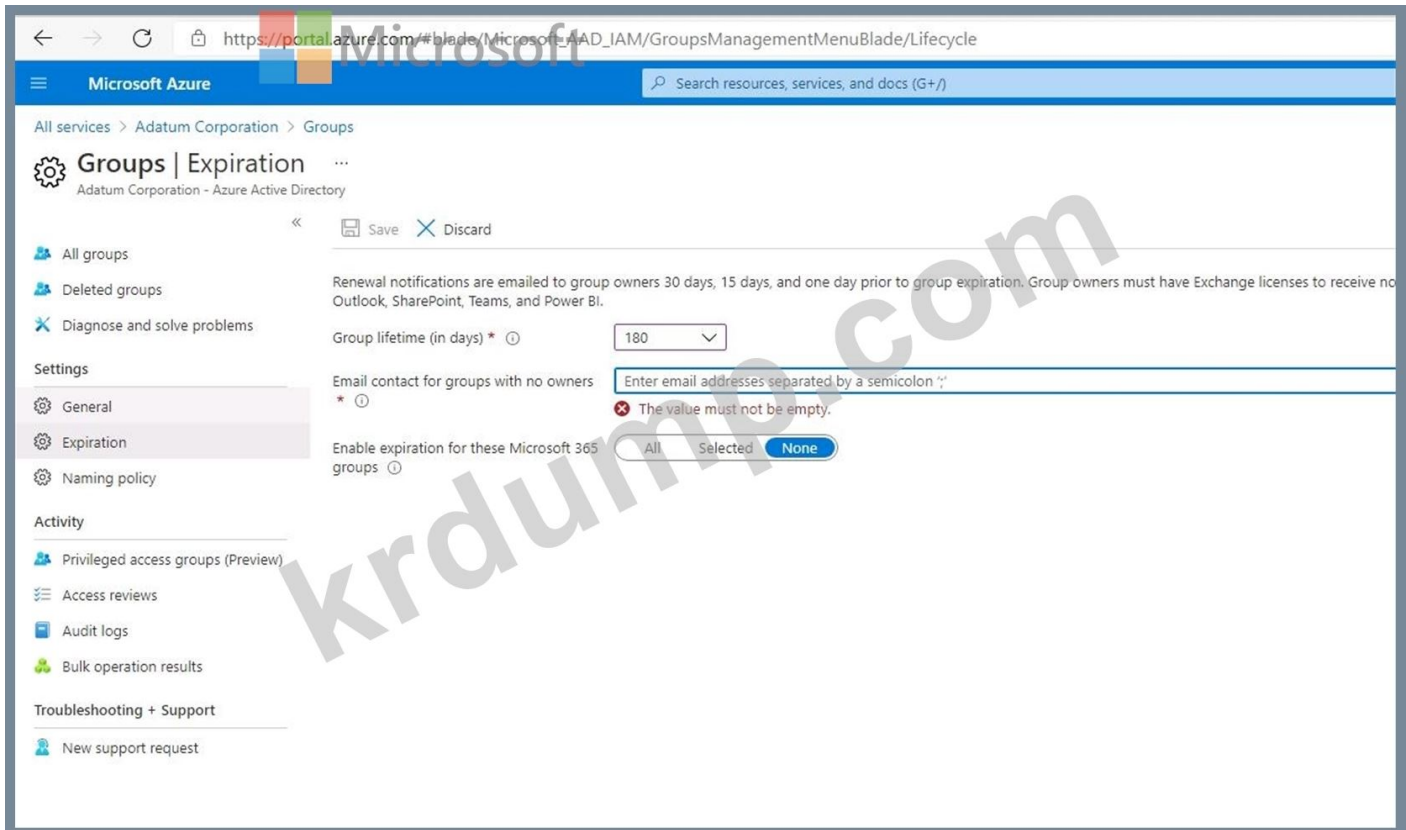 https://portal.azure.com/#blade/Microsoft_AAD_IAM/GroupsManagementMenuBlade/Lifecycle
Microsoft
Microsoft Azure
Search resources, services, and docs (G+/)
All services > Adatum Corporation > Groups
Groups | Expiration ...
Adatum Corporation - Azure Active Directory
«
Save Discard
All groups
Deleted groups
Diagnose and solve problems
Settings
General
Expiration
Naming policy
Activity
Privileged access groups (Preview)
Access reviews
Audit logs
Bulk operation results
Troubleshooting + Support
New support request
Renewal notifications are emailed to group owners 30 days, 15 days, and one day prior to group expiration. Group owners must have Exchange licenses to receive no
Outlook, SharePoint, Teams, and Power BI.
Group lifetime (in days) *
180
Email contact for groups with no owners
*
Enter email addresses separated by a semicolon ';'
The value must not be empty.
Enable expiration for these Microsoft 365
groups
All Selected None
krdump.com